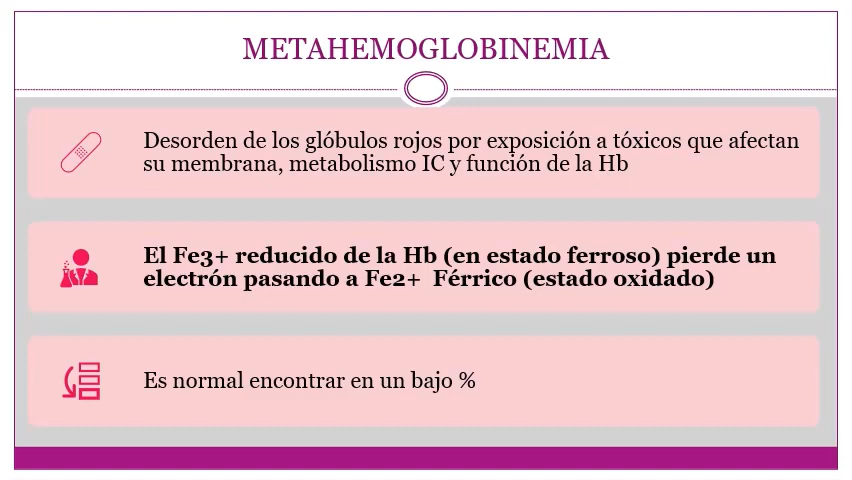 METAHEMOGLOBINEMIA
Desorden de los glóbulos rojos por exposición a tóxicos que afectan
su membrana, metabolismo IC y función de la Hb
El Fe3+ reducido de la Hb (en estado ferroso) pierde un
electrón pasando a Fe2+ Férrico (estado oxidado)
Es normal encontrar en un bajo %